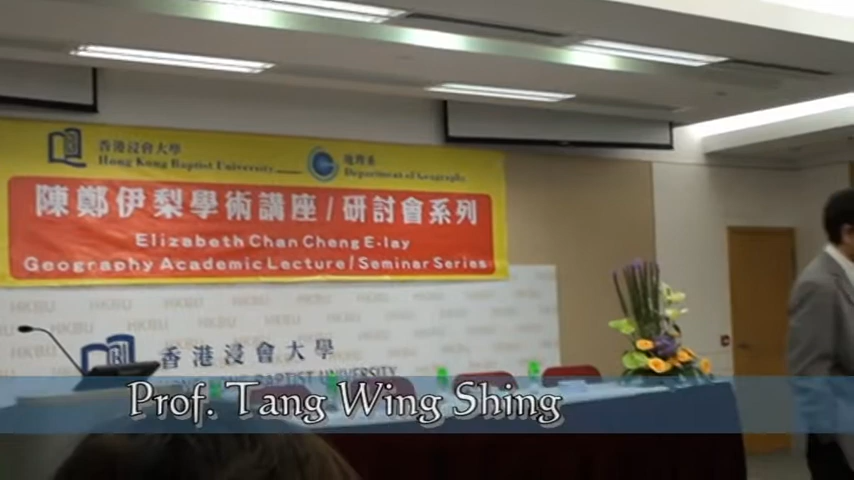 香港浸會大學
Hong Kong Baptist University
地理系
Department of Geography
陳鄭伊梨學術講座/研討會系列
Elizabeth Chan Cheng E-lay
Geography Academic Lecture/Seminar Series
HKBU
香港浸會大學
BAPTIST UNIVERSITY
Prof. Tang Wing Shing